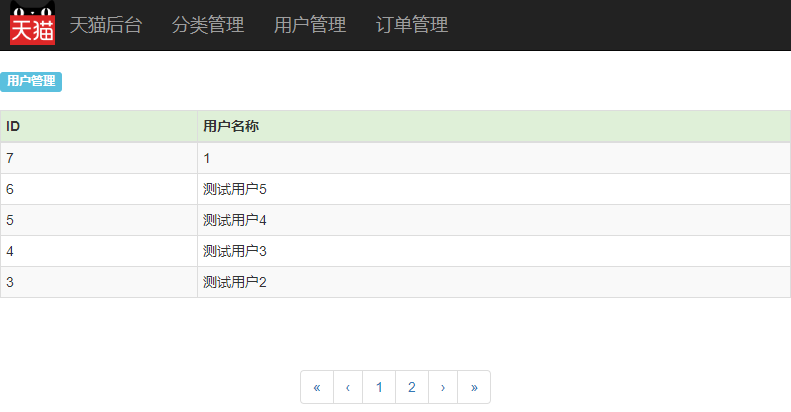 天猫 天猫后台 分类管理 用户管理 订单管理
用户管理
ID 用户名称
7 1
6 测试用户5
5 测试用户4
4 测试用户3
3 测试用户2
« ‹ 1 2 › »